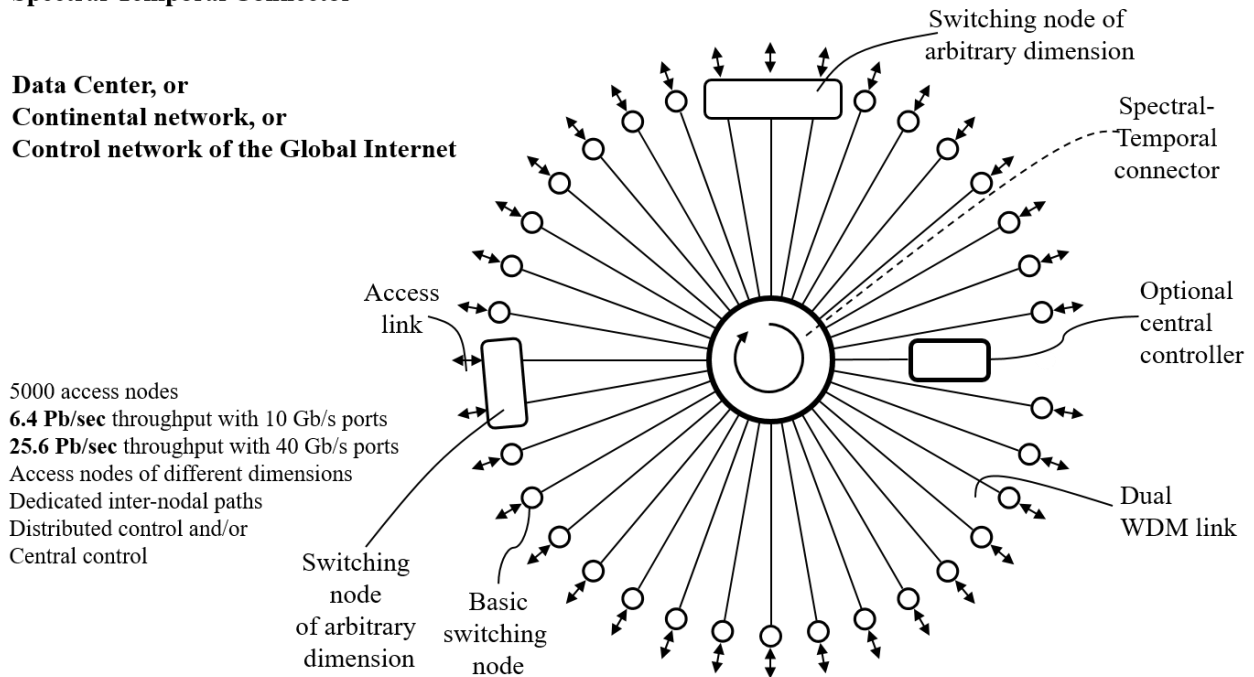 Data Center, or
Continental network, or
Control network of the Global Internet
Switching node of
arbitrary dimension
Spectral-
Temporal
connector
Access
link
Optional
central
controller
5000 access nodes
6.4 Pb/sec throughput with 10 Gb/s ports
25.6 Pb/sec throughput with 40 Gb/s ports
Access nodes of different dimensions
Dedicated inter-nodal paths
Distributed control and/or
Central control
Dual
WDM link
Switching
node
of arbitrary
dimension
Basic
switching
node